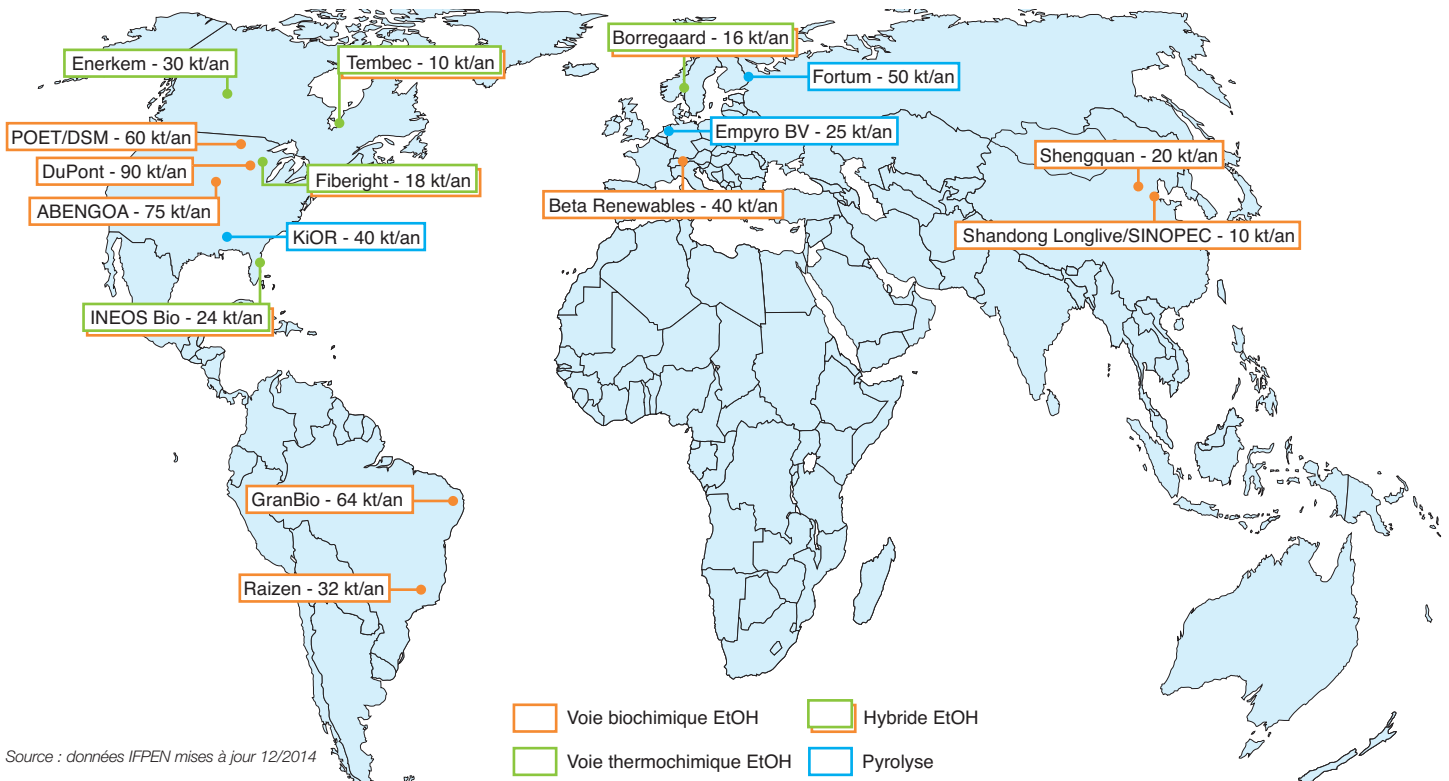 Enerkem - 30 kt/an
Tembec - 10 kt/an
Borregaard - 16 kt/an
Fortum - 50 kt/an
POET/DSM - 60 kt/an
Empyro BV - 25 kt/an
Shengquan - 20 kt/an
DuPont - 90 kt/an
Fiberight - 18 kt/an
ABENGOA - 75 kt/an
Beta Renewables - 40 kt/an
KiOR - 40 kt/an
Shandong Longlive/SINOPEC - 10 kt/an
INEOS Bio - 24 kt/an
GranBio - 64 kt/an
Raizen - 32 kt/an
Voie biochimique EtOH
Hybride EtOH
Voie thermochimique EtOH
Pyrolyse
Source : données IFPEN mises à jour 12/2014